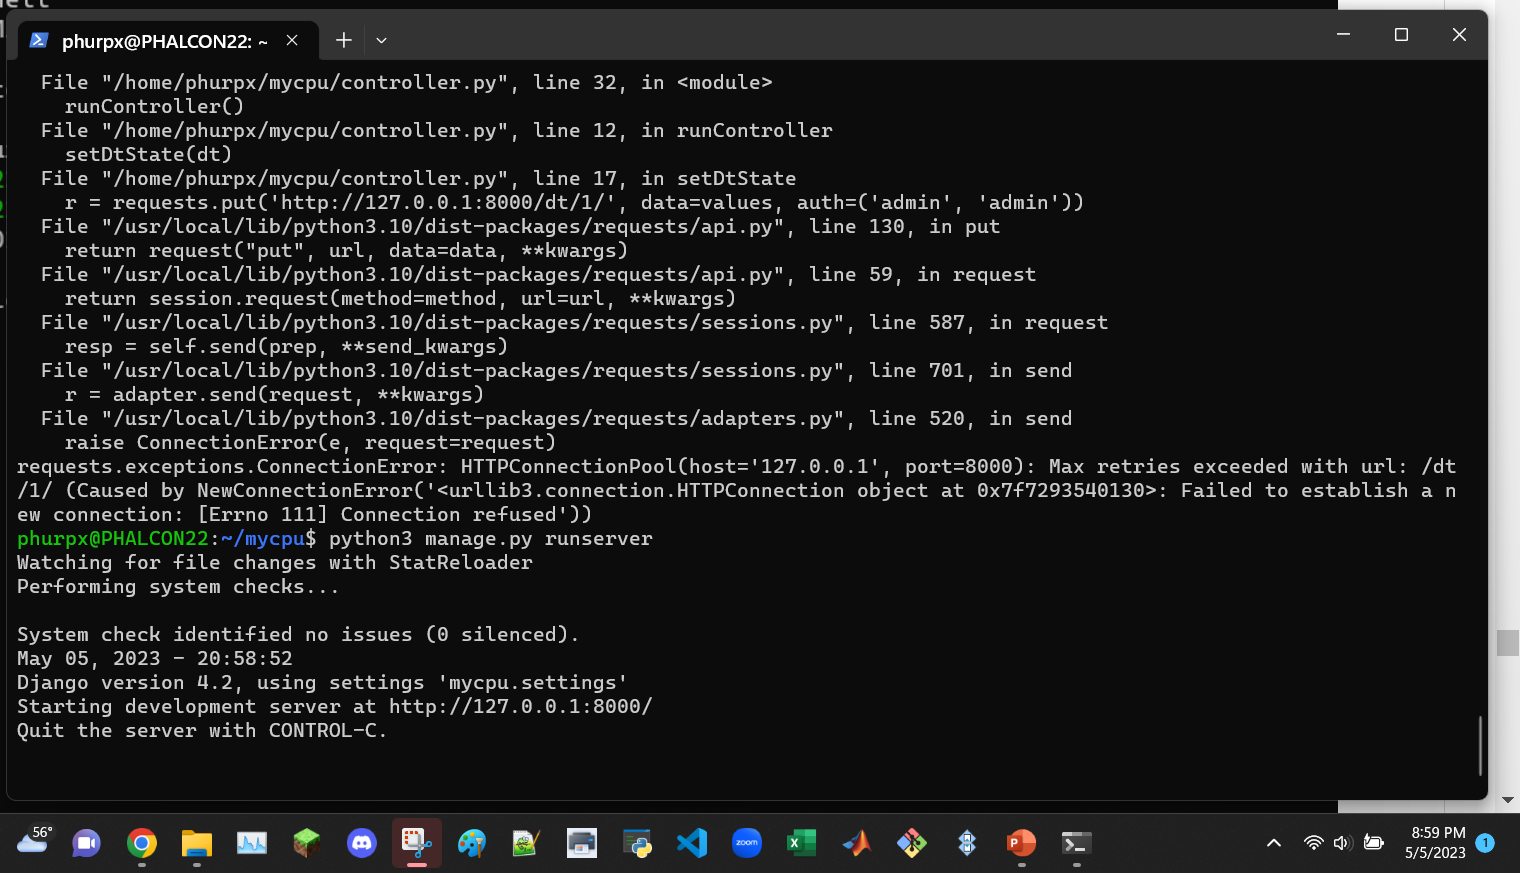 phurpx@PHALCON22: ~
File "/home/phurpx/mycpu/controller.py", line 32, in <module>
runController()
File "/home/phurpx/mycpu/controller.py", line 12, in runController
setDtState(dt)
File "/home/phurpx/mycpu/controller.py", line 17, in setDtState
r = requests.put('http://127.0.0.1:8000/dt/1/', data=values, auth=('admin', 'admin'))
File "/usr/local/lib/python3.10/dist-packages/requests/api.py", line 130, in put
return request("put", url, data=data, **kwargs)
File "/usr/local/lib/python3.10/dist-packages/requests/api.py", line 59, in request
return session.request(method=method, url=url, **kwargs)
File "/usr/local/lib/python3.10/dist-packages/requests/sessions.py", line 587, in request
resp = self.send(prep, **send_kwargs)
File "/usr/local/lib/python3.10/dist-packages/requests/sessions.py", line 701, in send
r = adapter.send(request, **kwargs)
File "/usr/local/lib/python3.10/dist-packages/requests/adapters.py", line 520, in send
raise ConnectionError(e, request=request)
requests.exceptions.ConnectionError: HTTPConnectionPool(host='127.0.0.1', port=8000): Max retries exceeded with url: /dt
/1/ (Caused by NewConnectionError('<urllib3.connection.HTTPConnection object at 0x7f7293540130>: Failed to establish a n
ew connection: [Errno 111] Connection refused'))
phurpx@PHALCON22:~/mycpu$ python3 manage.py runserver
Watching for file changes with StatReloader
Performing system checks...
System check identified no issues (0 silenced).
May 05, 2023 - 20:58:52
Django version 4.2, using settings 'mycpu.settings'
Starting development server at http://127.0.0.1:8000/
Quit the server with CONTROL-C.
56°
zoom
8:59 PM
5/5/2023
1